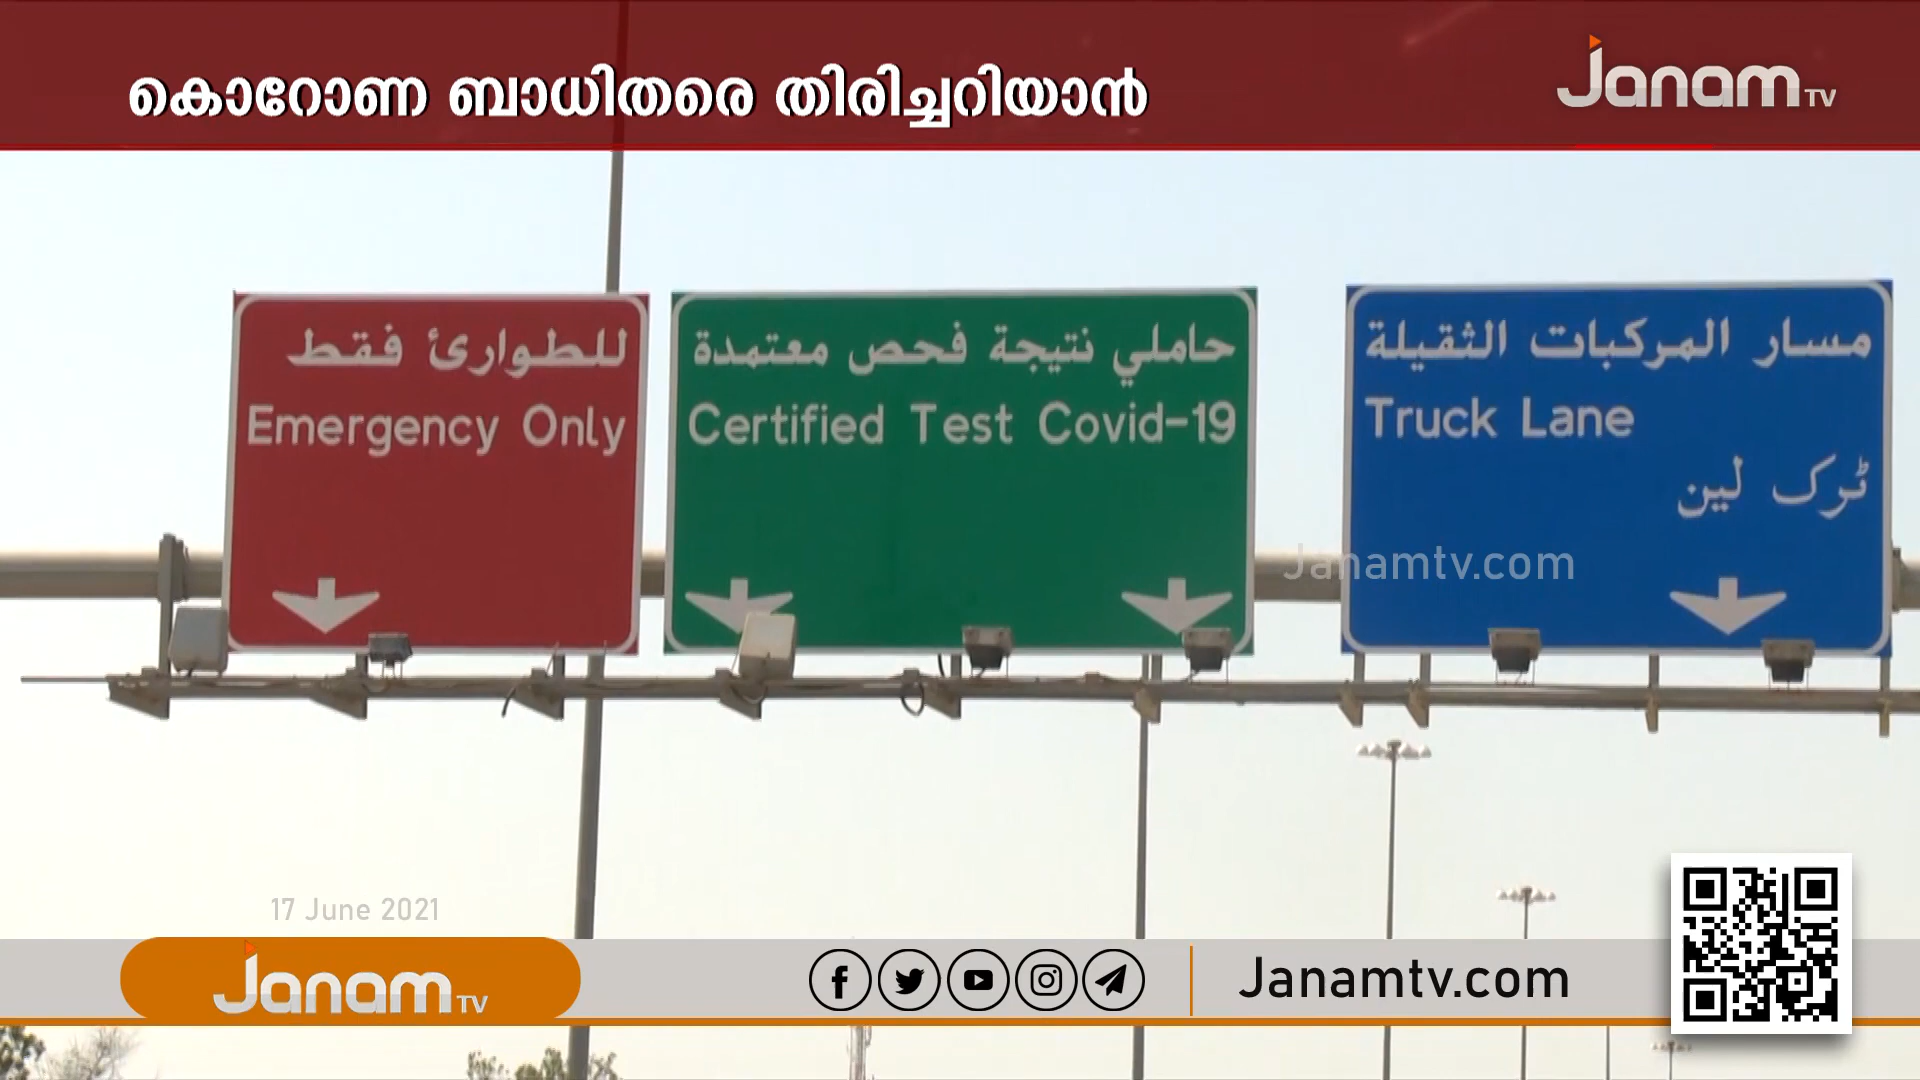 കൊറോണ ബാധിതരെ തിരിച്ചറിയാൻ
Janam TV
للطوارئ فقط
Emergency Only
حاملي نتيجة فحص معتمدة
Certified Test Covid-19
مسار المركبات الثقيلة
Truck Lane
ٹرک لین
Janamtv.com
17 June 2021
Janam TV
Janamtv.com